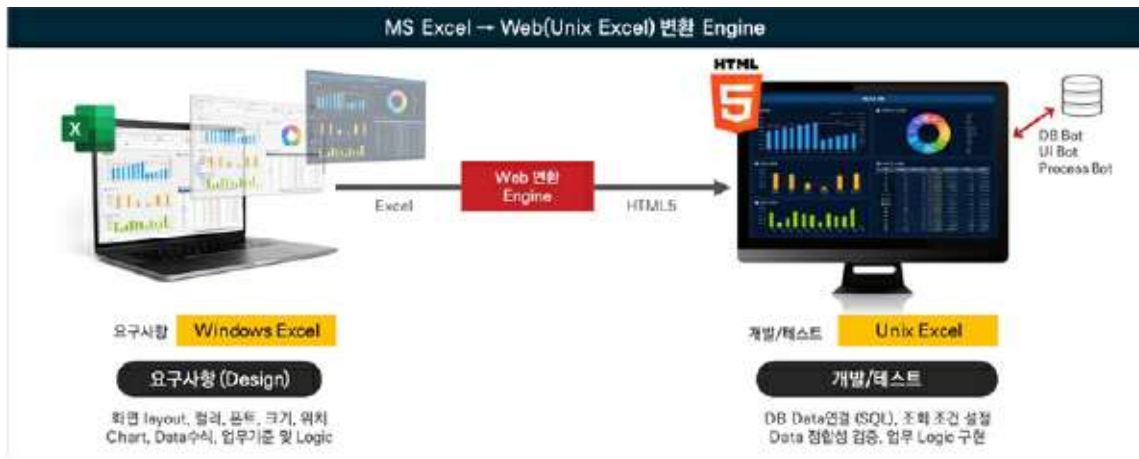 MS Excel → Web(Unix Excel) 변환 Engine
X
HTML
5
DB Bot
UI Bot
Process Bot
Web 변환
Engine
Excel
HTML5
요구사항
Windows Excel
개발/테스트
Unix Excel
요구사항 (Design)
개발/테스트
화면 layout, 컬러, 폰트, 크기, 위치
Chart, Data수식, 업무기준 및 Logic
DB Data연결 (SQL), 조회 조건 설정
Data 정합성 검증, 업무 Logic 구현